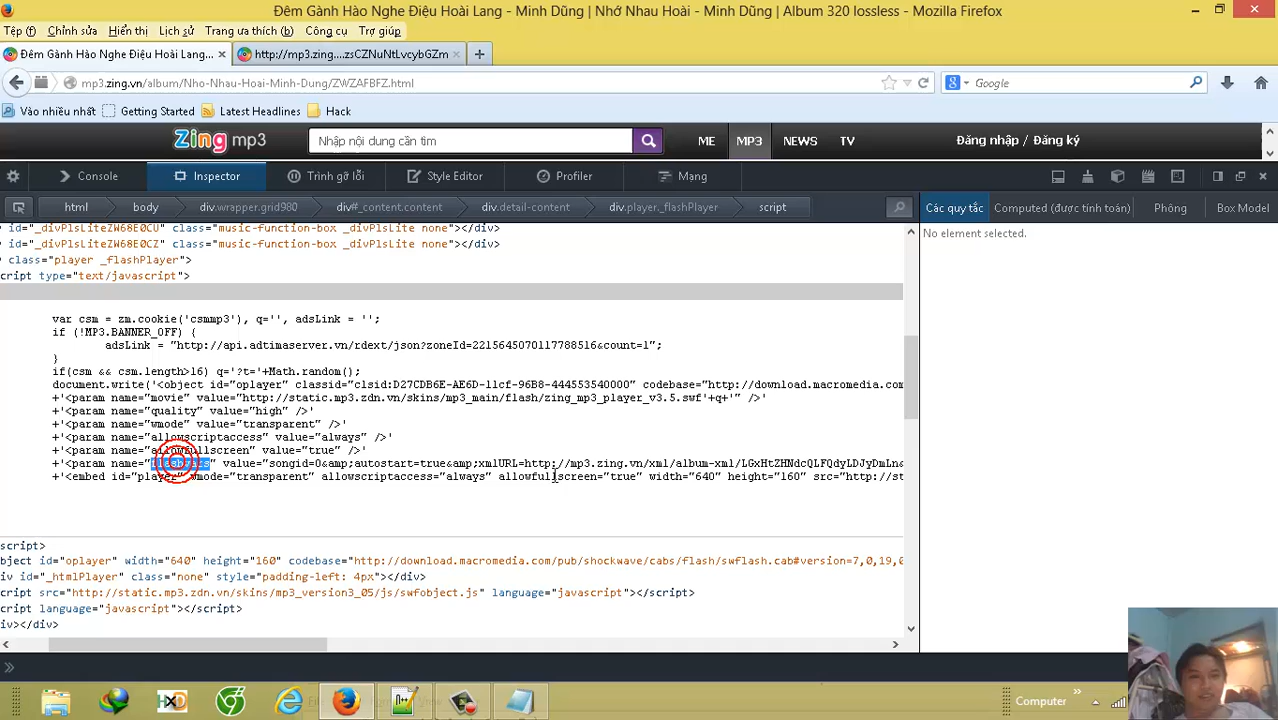 Đêm Gành Hào Nghe Điệu Hoài Lang - Minh Dũng | Nhớ Nhau Hoài - Minh Dũng | Album 320 lossless - Mozilla Firefox
Tệp (f) Chỉnh sửa Hiển thị Lược sử Trang ưa thích (b) Công cụ Trợ giúp
Đêm Gành Hào Nghe Điệu Hoài Lang... http://mp3.zing....zsCZNuNtLvcybGZm
mp3.zing.vn/album/Nho-Nhau-Hoai-Minh-Dung/ZWZAFBFZ.html Google
Vào nhiều nhất Getting Started Latest Headlines Hack
Zing mp3 Nhập nội dung cần tìm ME MP3 NEWS TV Đăng nhập / Đăng ký
Console Inspector Trình gỡ lỗi Style Editor Profiler Mạng
html body div.wrapper.grid980 div#_content.content div.detail-content div.player._flashPlayer script Các quy tắc Computed (được tính toán) Phông Box Model
id="_divPlsLiteZW68E0CU" class="music-function-box _divPlsLite none"></div>
No element selected.
id="_divPlsLiteZW68E0CZ" class="music-function-box _divPlsLite none"></div>
class="player _flashPlayer">
cript type="text/javascript">
var csm = zm.cookie('csmmp3'), q='', adsLink = '';
if (!MP3.BANNER_OFF) {
adsLink = "http://api.adtimaserver.vn/rdext/json?zoneId=2215645070117788516&count=1";
}
if(csm && csm.length>16) q='?t='+Math.random();
document.write('<object id="oplayer" classid="clsid:D27CDB6E-AE6D-11cf-96B8-444553540000" codebase="http://download.macromedia.com
+'<param name="movie" value="http://static.mp3.zdn.vn/skins/mp3_main/flash/zing_mp3_player_v3.5.swf'+q+'" />'
+'<param name="quality" value="high" />'
+'<param name="wmode" value="transparent" />'
+'<param name="allowscriptaccess" value="always" />'
+'<param name="allowfullscreen" value="true" />'
+'<param name="flashvars" value="songid=0&amp;autostart=true&amp;xmlURL=http://mp3.zing.vn/xml/album-xml/LGxHtZHNdcQLFQdyLDJyDmLn&
+'<embed id="player" wmode="transparent" allowscriptaccess="always" allowfullscreen="true" width="640" height="160" src="http://st
script>
bject id="oplayer" width="640" height="160" codebase="http://download.macromedia.com/pub/shockwave/cabs/flash/swflash.cab#version=7,0,19,0
iv id="_htmlPlayer" class="none" style="padding-left: 4px"></div>
cript src="http://static.mp3.zdn.vn/skins/mp3_version3_05/js/swfobject.js" language="javascript"></script>
cript language="javascript"></script>
iv></div>
Computer